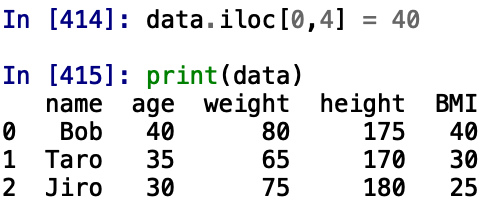 In [414]: data.iloc[0,4] = 40
In [415]: print(data)
   name  age  weight  height  BMI
0   Bob   40      80     175   40
1  Taro   35      65     170   30
2  Jiro   30      75     180   25